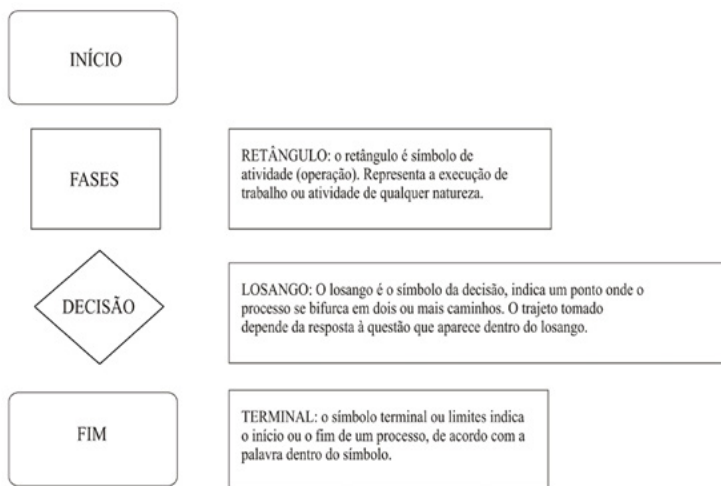 INÍCIO
FASES
RETÂNGULO: o retângulo é símbolo de
atividade (operação). Representa a execução de
trabalho ou atividade de qualquer natureza.
DECISÃO
LOSANGO: O losango é o símbolo da decisão, indica um ponto onde o
processo se bifurca em dois ou mais caminhos. O trajeto tomado
depende da resposta à questão que aparece dentro do losango.
FIM
TERMINAL: o símbolo terminal ou limites indica
o início ou o fim de um processo, de acordo com a
palavra dentro do símbolo.